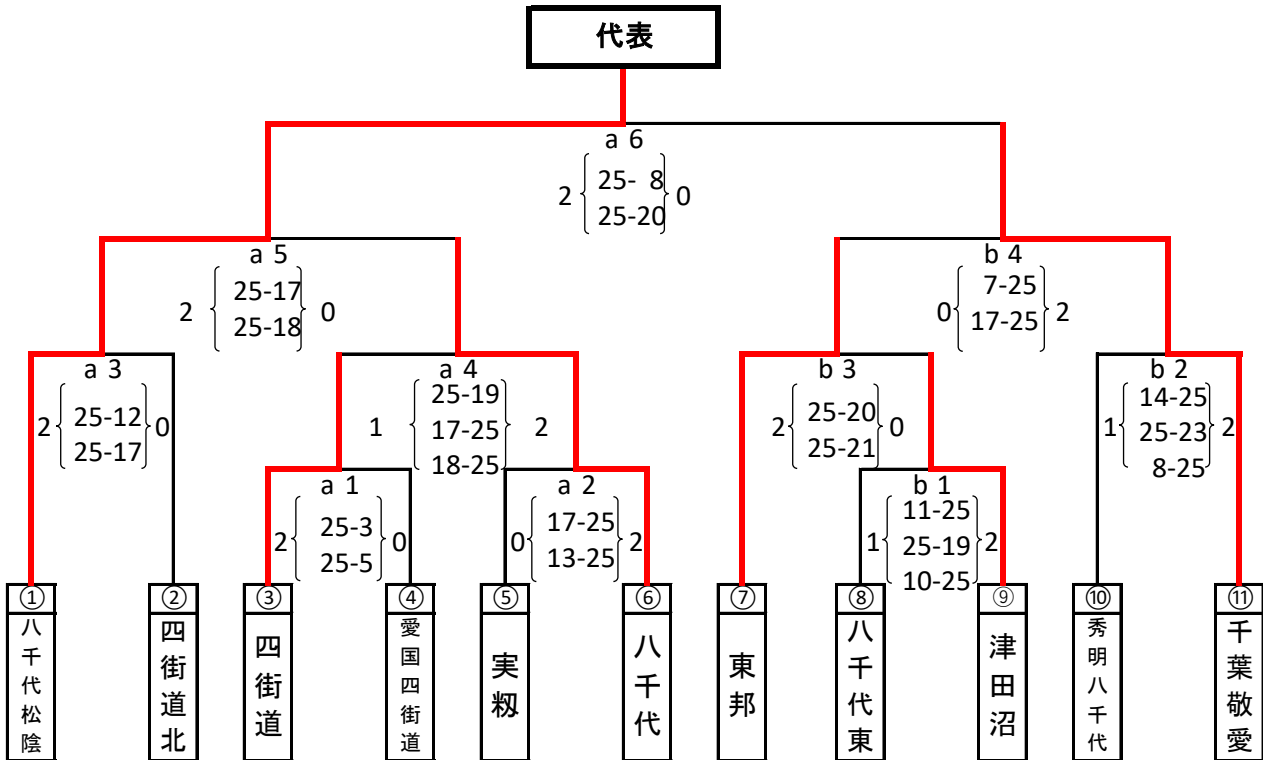 代表
a 6
2 25- 8 0
25-20
a 5
2 25-17 0
25-18
b 4
0 7-25 2
17-25
a 3
2 25-12 0
25-17
a 4
25-19
1 17-25 2
18-25
b 3
2 25-20 0
25-21
b 2
14-25
1 25-23 2
8-25
a 1
2 25-3 0
25-5
a 2
0 17-25 2
13-25
b 1
11-25
1 25-19 2
10-25
① ② ③ ④ ⑤ ⑥ ⑦ ⑧ ⑨ ⑩ ⑪
八千代松陰
四街道北
四街道
愛国四街道
実籾
八千代
東邦
八千代東
津田沼
秀明八千代
千葉敬愛